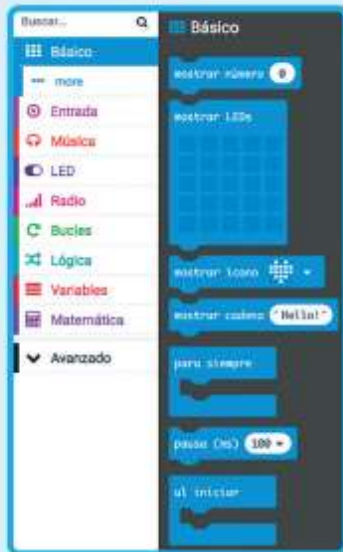 Buscar...
Básico
more
Entrada
Música
LED
Radio
Bucles
Lógica
Variables
Matemática
Avanzado
Básico
mostrar número 0
mostrar LEDs
mostrar icono
mostrar cadena "Hello!"
para siempre
pausa (ms) 100
al iniciar